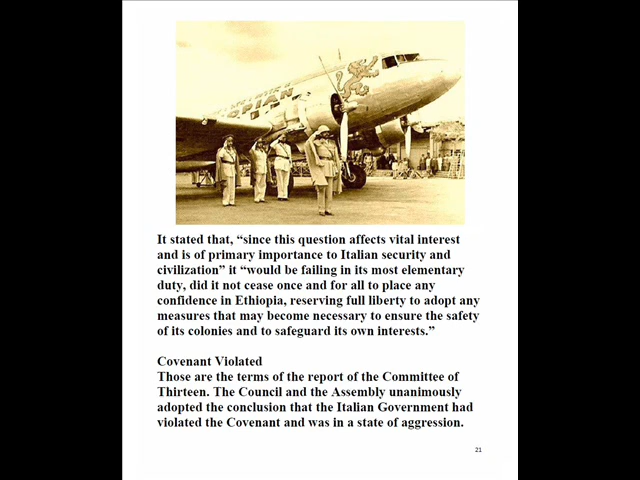 OPIAN
It stated that, “since this question affects vital interest
and is of primary importance to Italian security and
civilization” it “would be failing in its most elementary
duty, did it not cease once and for all to place any
confidence in Ethiopia, reserving full liberty to adopt any
measures that may become necessary to ensure the safety
of its colonies and to safeguard its own interests.”
Covenant Violated
Those are the terms of the report of the Committee of
Thirteen. The Council and the Assembly unanimously
adopted the conclusion that the Italian Government had
violated the Covenant and was in a state of aggression.
21